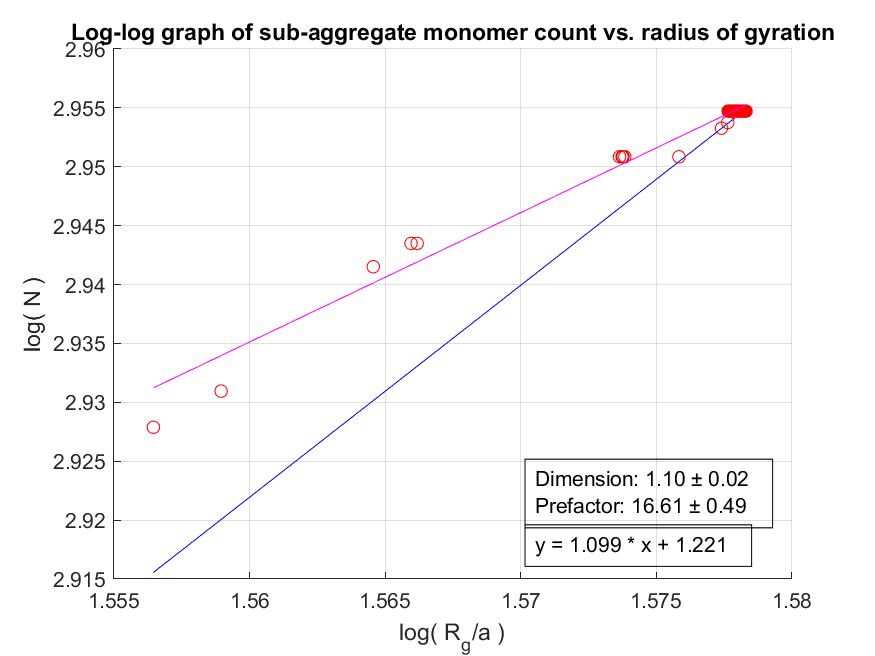 Log-log graph of sub-aggregate monomer count vs. radius of gyration
2.96
2.955
2.95
2.945
2.94
2.935
2.93
2.925
2.92
2.915
log( N )
Dimension: 1.10 ± 0.02
Prefactor: 16.61 ± 0.49
y = 1.099 * x + 1.221
1.555 1.56 1.565 1.57 1.575 1.58
log( R_g/a )